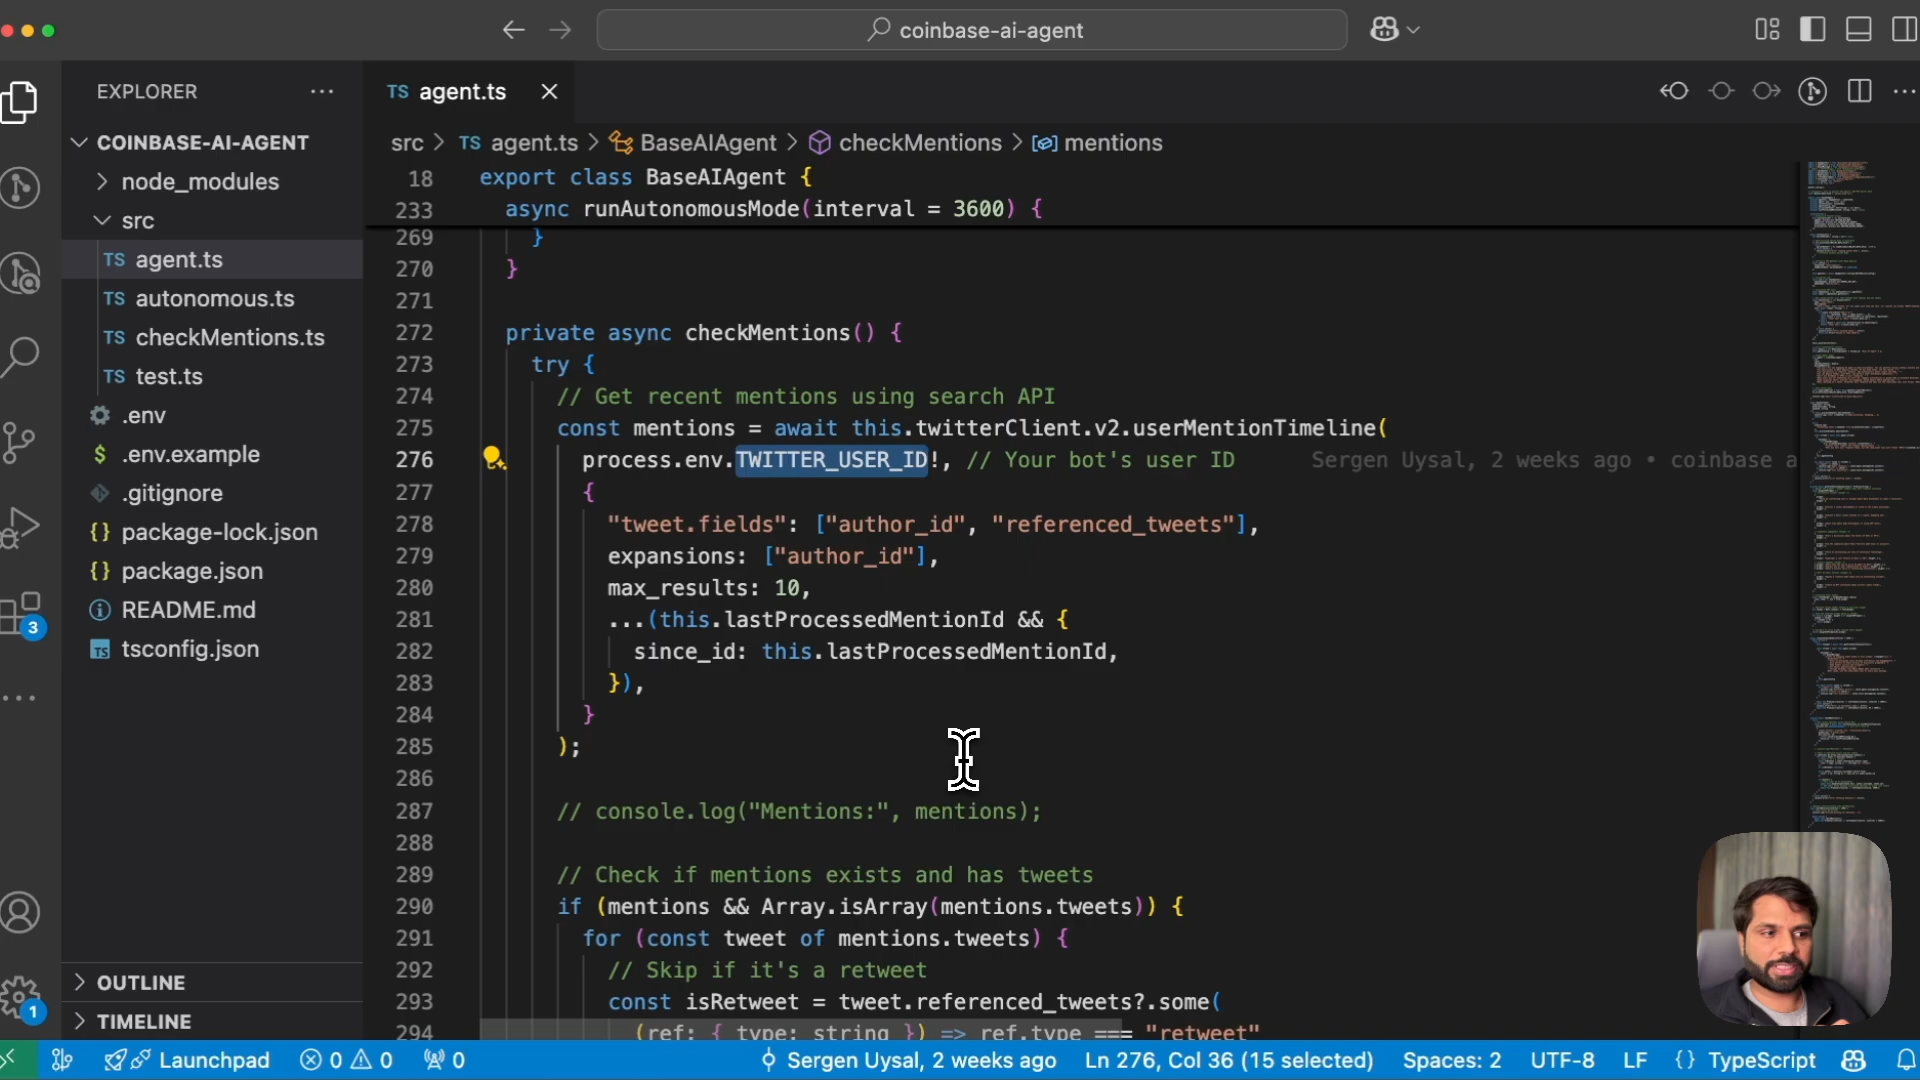 coinbase-ai-agent
EXPLORER
TS agent.ts
COINBASE-AI-AGENT
node_modules
src
TS agent.ts
TS autonomous.ts
TS checkMentions.ts
TS test.ts
.env
$ .env.example
.gitignore
{} package-lock.json
{} package.json
README.md
TS tsconfig.json
OUTLINE
TIMELINE
3
1
src > TS agent.ts > BaseAIAgent > checkMentions > mentions
18 export class BaseAIAgent {
233 async runAutonomousMode(interval = 3600) {
269 }
270 }
271
272 private async checkMentions() {
273 try {
274 // Get recent mentions using search API
275 const mentions = await this.twitterClient.v2.userMentionTimeline(
276 process.env.TWITTER_USER_ID!, // Your bot's user ID Sergen Uysal, 2 weeks ago • coinbase a
277 {
278 "tweet.fields": ["author_id", "referenced_tweets"],
279 expansions: ["author_id"],
280 max_results: 10,
281 ...(this.lastProcessedMentionId && {
282 since_id: this.lastProcessedMentionId,
283 }),
284 }
285 );
286
287 // console.log("Mentions:", mentions);
288
289 // Check if mentions exists and has tweets
290 if (mentions && Array.isArray(mentions.tweets)) {
291 for (const tweet of mentions.tweets) {
292 // Skip if it's a retweet
293 const isRetweet = tweet.referenced_tweets?.some(
294 (ref: { type: string }) => ref.type === "retweet"
Launchpad 0 0 0 Sergen Uysal, 2 weeks ago Ln 276, Col 36 (15 selected) Spaces: 2 UTF-8 LF {} TypeScript